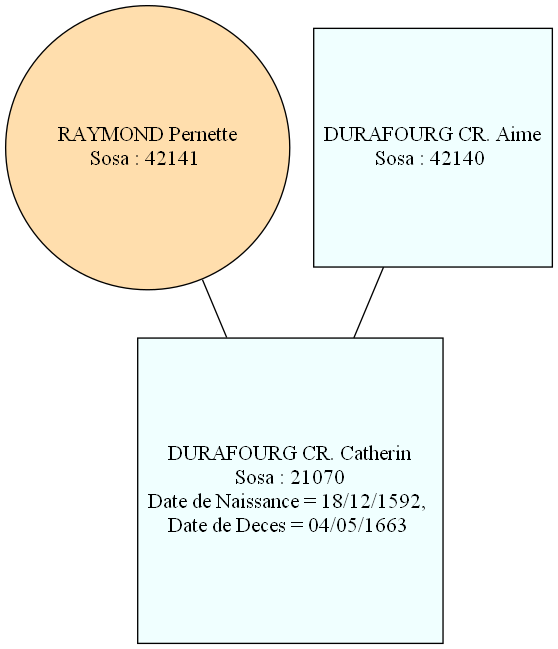 RAYMOND Pernette
Sosa : 42141
DURAFOURG CR. Aime
Sosa : 42140
DURAFOURG CR. Catherin
Sosa : 21070
Date de Naissance = 18/12/1592,
Date de Deces = 04/05/1663